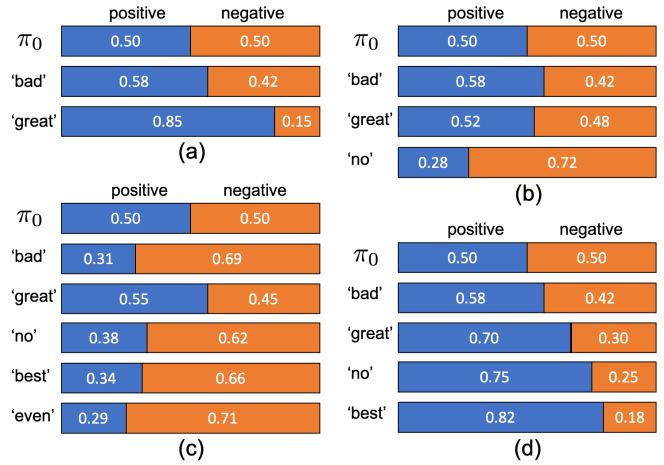 positive negative
π0 0.50 0.50
'bad' 0.58 0.42
'great' 0.85 0.15
(a)
positive negative
π0 0.50 0.50
'bad' 0.58 0.42
'great' 0.52 0.48
'no' 0.28 0.72
(b)
positive negative
π0 0.50 0.50
'bad' 0.31 0.69
'great' 0.55 0.45
'no' 0.38 0.62
'best' 0.34 0.66
'even' 0.29 0.71
(c)
positive negative
π0 0.50 0.50
'bad' 0.58 0.42
'great' 0.70 0.30
'no' 0.75 0.25
'best' 0.82 0.18
(d)